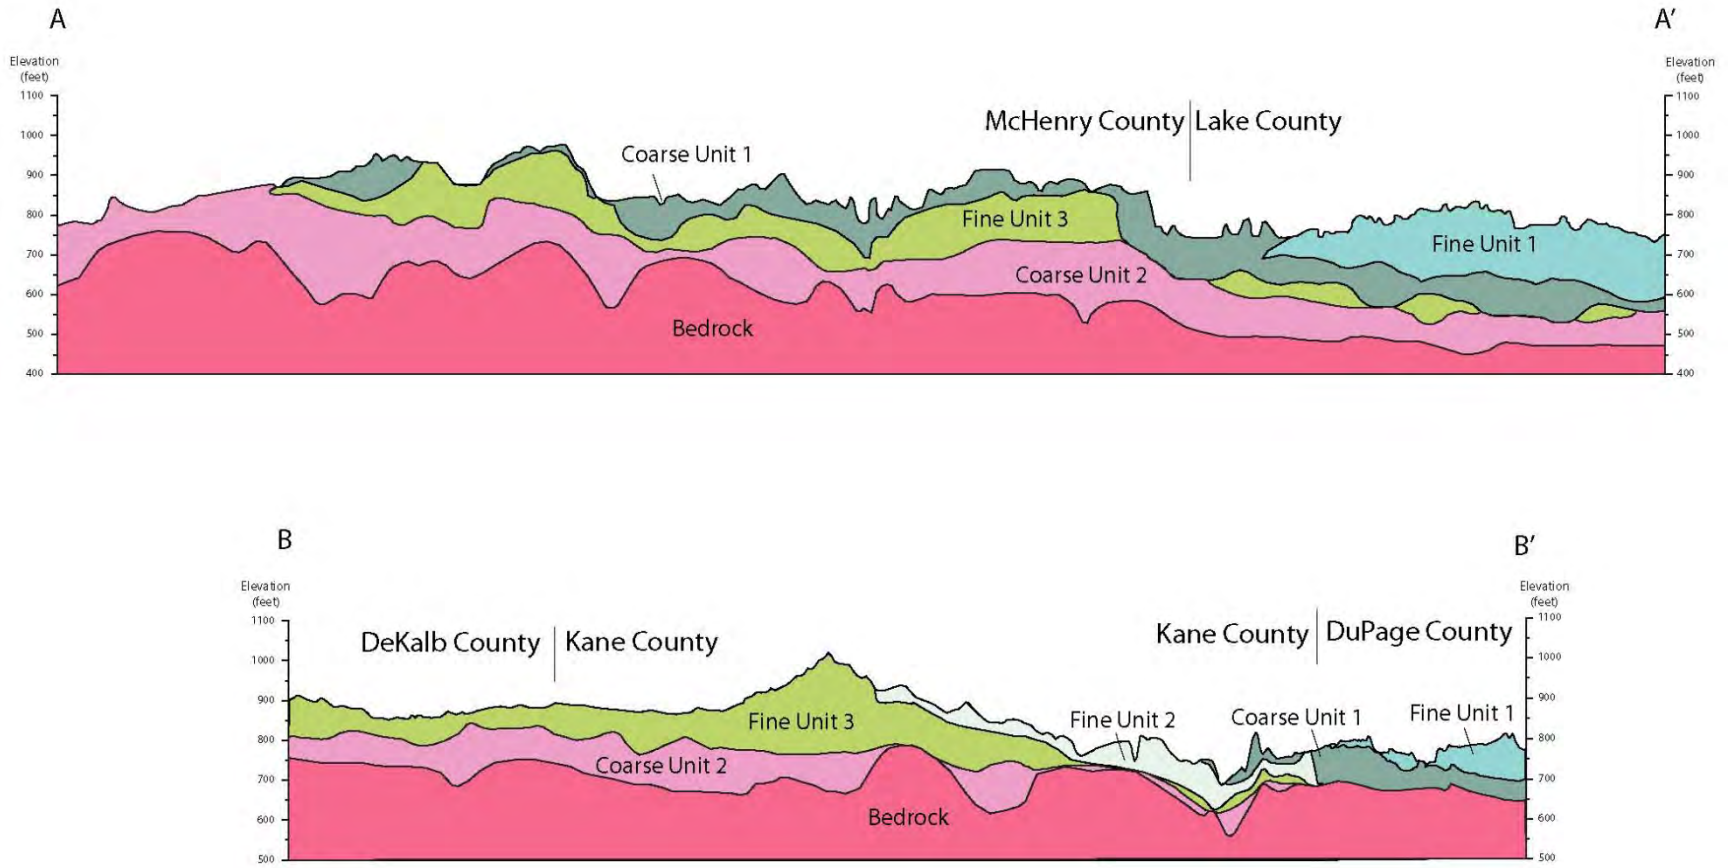 A
A′
Elevation
(feet)
Elevation
(feet)
1100
1000
900
800
700
600
500
400
McHenry County
Lake County
Coarse Unit 1
Fine Unit 3
Fine Unit 1
Coarse Unit 2
Bedrock
1100
1000
900
800
700
600
500
400
B
B′
Elevation
(feet)
Elevation
(feet)
1100
1000
900
800
700
600
500
DeKalb County
Kane County
Kane County
DuPage County
Fine Unit 3
Fine Unit 2
Coarse Unit 1
Fine Unit 1
Coarse Unit 2
Bedrock
1100
1000
900
800
700
600
500